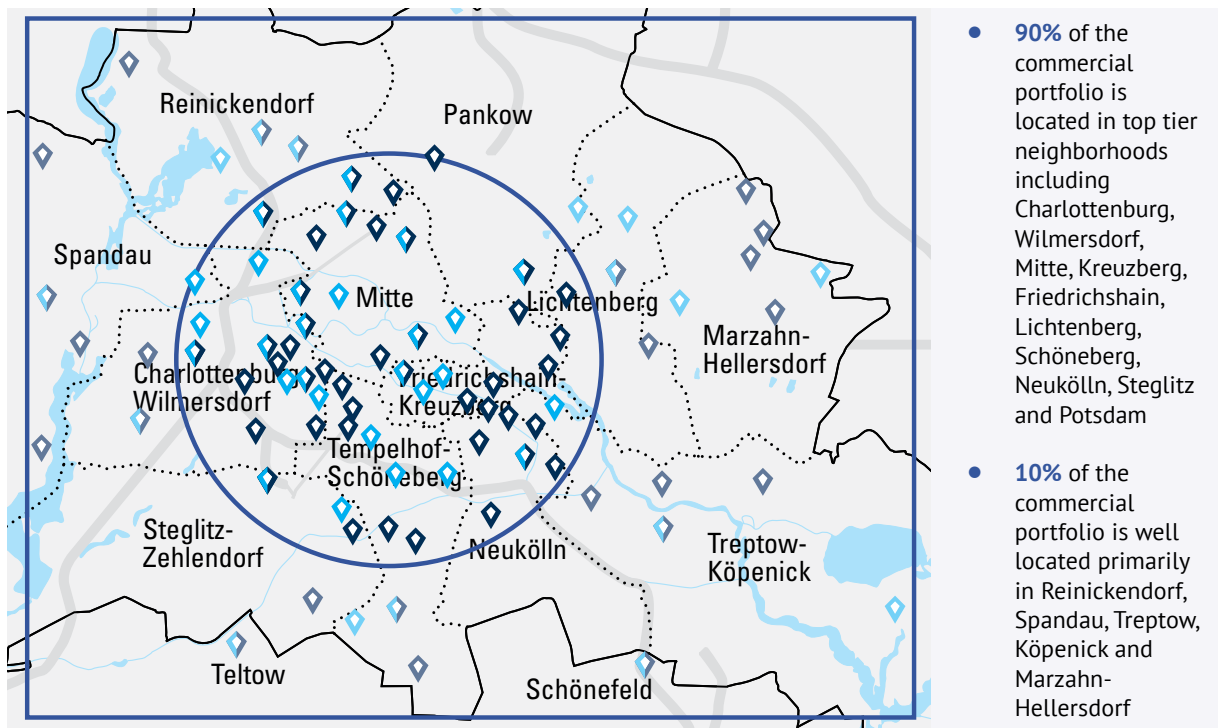 Reinickendorf
Pankow
Spandau
Mitte
Lichtenberg
Marzahn-
Hellersdorf
Charlottenburg
Wilmersdorf
Friedrichshain-
Kreuzberg
Tempelhof-
Schöneberg
Steglitz-
Zehlendorf
Neukölln
Treptow-
Köpenick
Teltow
Schönefeld
• 90% of the
commercial
portfolio is
located in top tier
neighborhoods
including
Charlottenburg,
Wilmersdorf,
Mitte, Kreuzberg,
Friedrichshain,
Lichtenberg,
Schöneberg,
Neukölln, Steglitz
and Potsdam
• 10% of the
commercial
portfolio is well
located primarily
in Reinickendorf,
Spandau, Treptow,
Köpenick and
Marzahn-
Hellersdorf